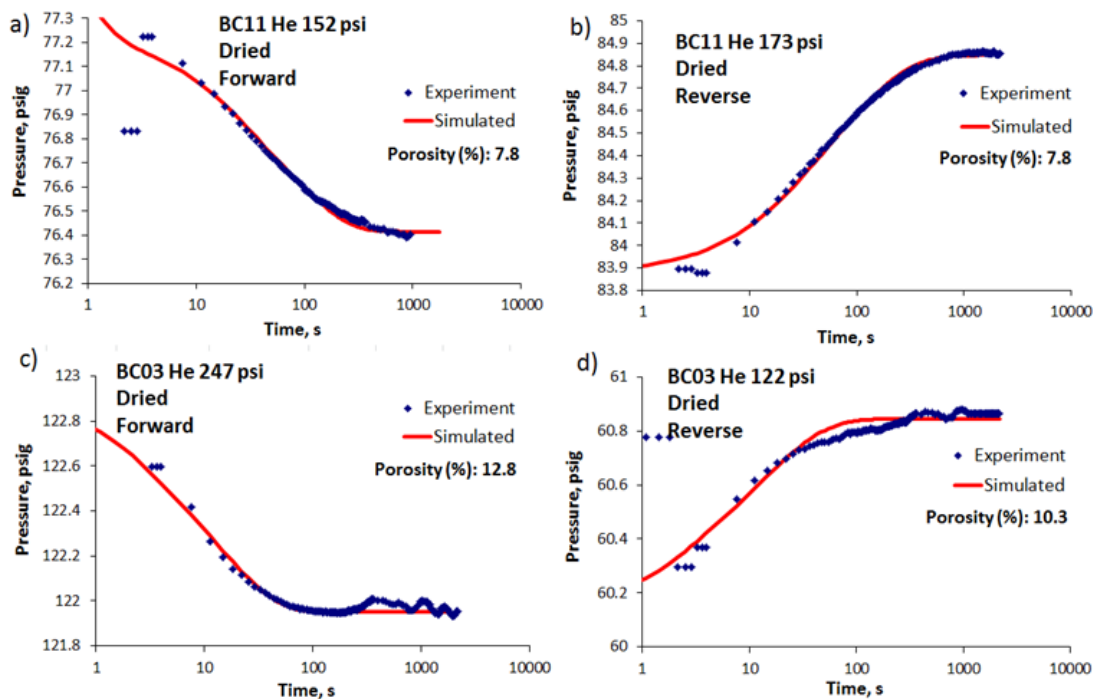 a)
BC11 He 152 psi
Dried
Forward
Experiment
Simulated
Porosity (%): 7.8
Pressure, psig
77.3
77.2
77.1
77
76.9
76.8
76.7
76.6
76.5
76.4
76.3
76.2
1 10 100 1000 10000
Time, s
b)
BC11 He 173 psi
Dried
Reverse
Experiment
Simulated
Porosity (%): 7.8
Pressure, psig
85
84.9
84.8
84.7
84.6
84.5
84.4
84.3
84.2
84.1
84
83.9
83.8
1 10 100 1000 10000
Time, s
c)
BC03 He 247 psi
Dried
Forward
Experiment
Simulated
Porosity (%): 12.8
Pressure, psig
123
122.8
122.6
122.4
122.2
122
121.8
1 10 100 1000 10000
Time, s
d)
BC03 He 122 psi
Dried
Reverse
Experiment
Simulated
Porosity (%): 10.3
Pressure, psig
61
60.8
60.6
60.4
60.2
60
1 10 100 1000 10000
Time, s